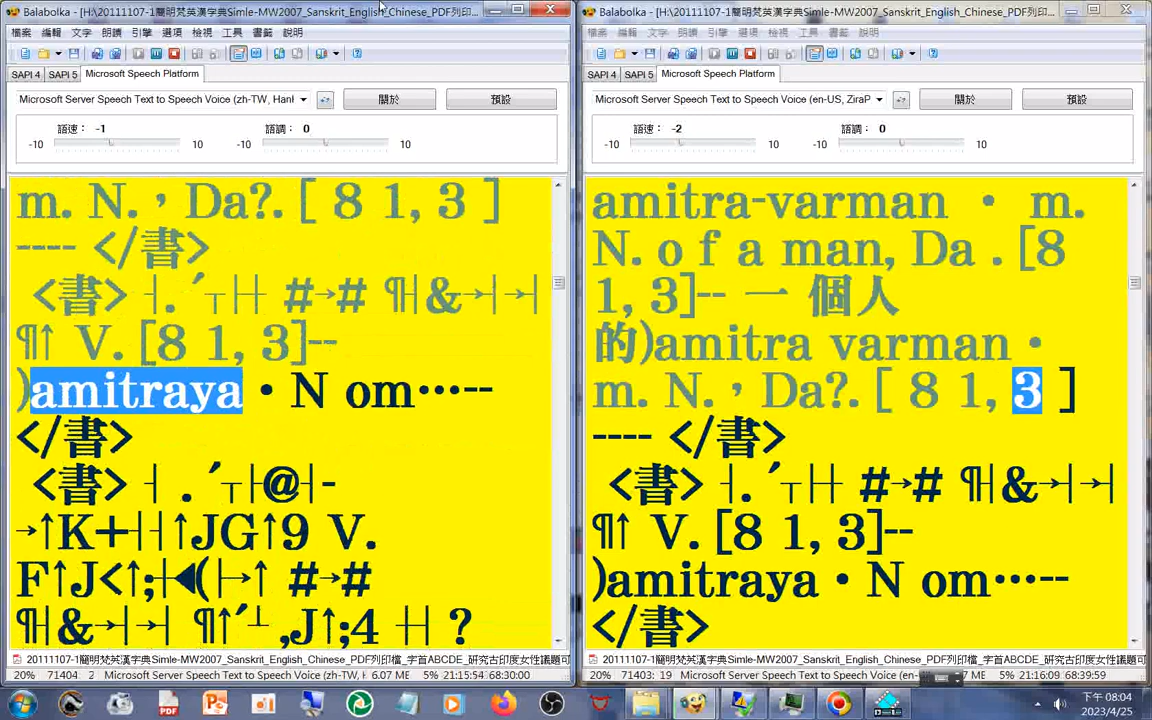 Balabolka - [H:\20111107-1簡明梵英漢字典Simle-MW2007_Sanskrit_English_Chinese_PDF列印...
檔案 編輯 文字 朗讀 引擎 選項 檢視 工具 書籤 說明
SAPI 4 SAPI 5 Microsoft Speech Platform
Microsoft Server Speech Text to Speech Voice (zh-TW, Hanl
關於 預設
語速： -1 語調： 0
-10 10 -10 10
m. N.，Da?. [ 8 1, 3 ]
---- </書>
<書> ┤.ˊ┬├┼ #→# ¶┤&→┤→┤
¶↑ V. [8 1, 3]--
)amitraya•N om…--
</書>
<書> ┤.ˊ┬├@├-
→↑K+┼┤↑JG↑9 V.
F↑J<↑;┼◀(├→↑ #→#
¶┤&→┤→┤ ¶↑ˊ┴,J↑;4 ┼┤?
20111107-1簡明梵英漢字典Simle-MW2007_Sanskrit_English_Chinese_PDF列印檔_字首ABCDE_研究古印度女性議題可
20% 71404: 2 Microsoft Server Speech Text to Speech Voice (zh-TW, H 6.07 ME 5% 21:15:54 68:30:00
Balabolka - [H:\20111107-1簡明梵英漢字典Simle-MW2007_Sanskrit_English_Chinese_PDF列印...
檔案 編輯 文字 朗讀 引擎 選項 檢視 工具 書籤 說明
SAPI 4 SAPI 5 Microsoft Speech Platform
Microsoft Server Speech Text to Speech Voice (en-US, ZiraP
關於 預設
語速： -2 語調： 0
-10 10 -10 10
amitra-varman • m.
N. o f a man, Da . [8
1, 3]-- 一 個人
的)amitra varman•
m. N.，Da?. [ 8 1, 3 ]
---- </書>
<書> ┤.ˊ┬├┼ #→# ¶┤&→┤→┤
¶↑ V. [8 1, 3]--
)amitraya•N om…--
</書>
20111107-1簡明梵英漢字典Simle-MW2007_Sanskrit_English_Chinese_PDF列印檔_字首ABCDE_研究古印度女性議題可
20% 71403: 19 Microsoft Server Speech Text to Speech Voice (en-US, Z ME 5% 21:16:09 68:39:59
下午 08:04
2023/4/25